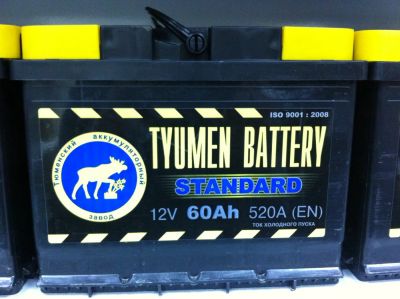 ISO 9001 : 2008
Тюменский аккумуляторный
завод
TYUMEN BATTERY
STANDARD
12V 60Ah 520A (EN)
ТОК ХОЛОДНОГО ПУСКА